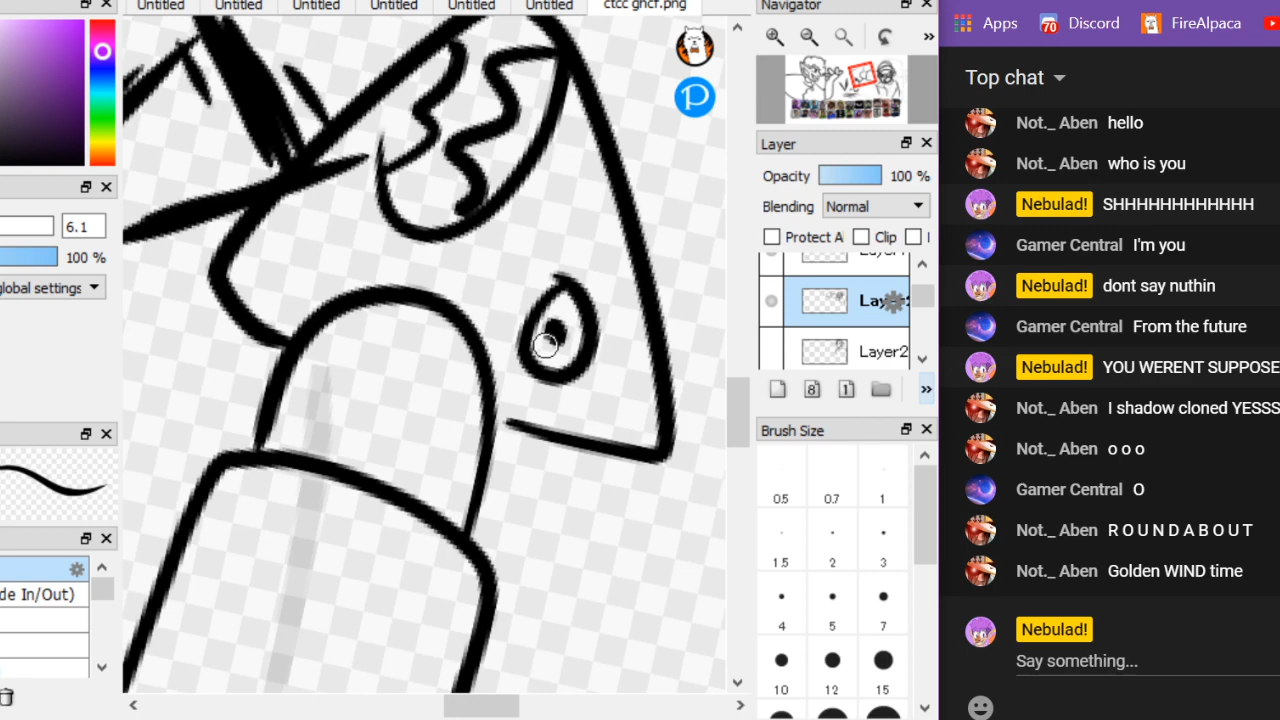 Untitled Untitled Untitled Untitled Untitled Untitled ctcc ghcf.png
6.1
100 %
global settings
de In/Out)
Navigator
Layer
Opacity 100 %
Blending Normal
Protect Clip
Layer2
Brush Size
0.5 0.7 1
1.5 2 3
4 5 7
10 12 15
Apps 70 Discord FireAlpaca
Top chat
Not._ Aben hello
Not._ Aben who is you
Nebulad! SHHHHHHHHHHHH
Gamer Central I'm you
Nebulad! dont say nuthin
Gamer Central From the future
Nebulad! YOU WERENT SUPPOSE
Not._ Aben I shadow cloned YESSS
Not._ Aben o o o
Gamer Central O
Not._ Aben R O U N D A B O U T
Not._ Aben Golden WIND time
Nebulad!
Say something...